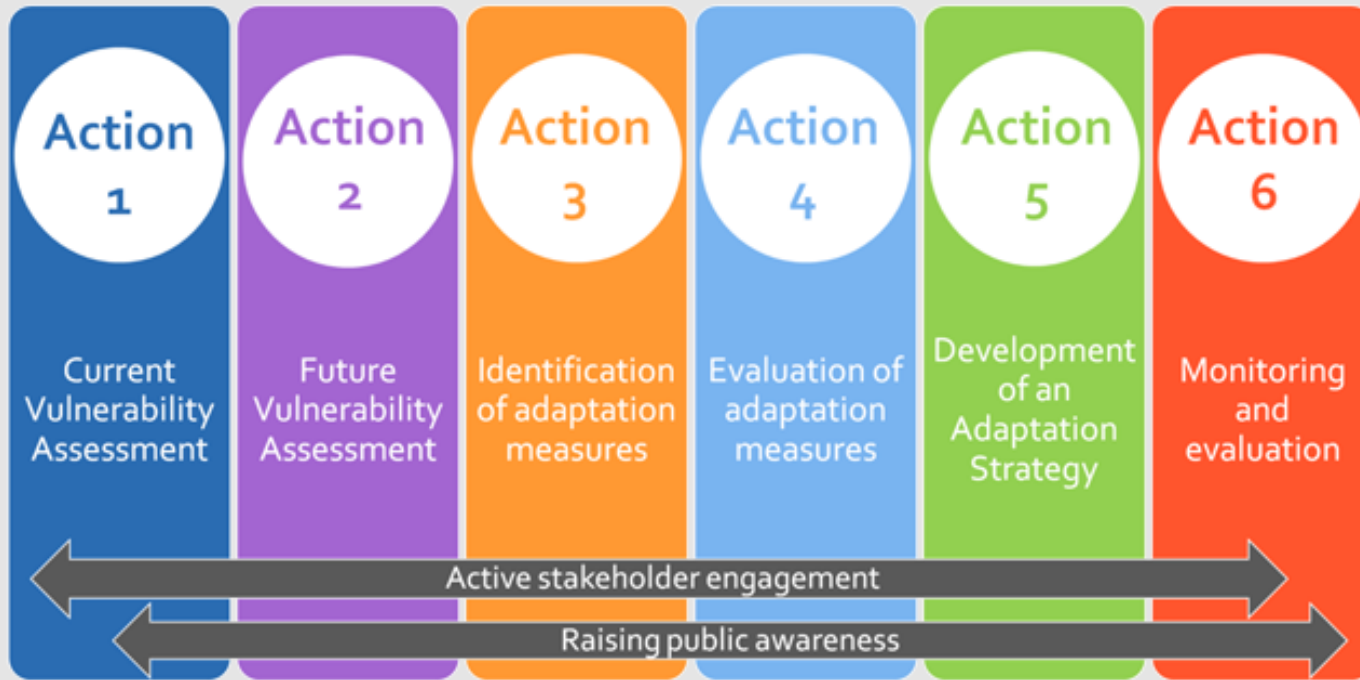 Action
1
Current
Vulnerability
Assessment
Action
2
Future
Vulnerability
Assessment
Action
3
Identification
of adaptation
measures
Action
4
Evaluation of
adaptation
measures
Action
5
Development
of an
Adaptation
Strategy
Action
6
Monitoring
and
evaluation
Active stakeholder engagement
Raising public awareness